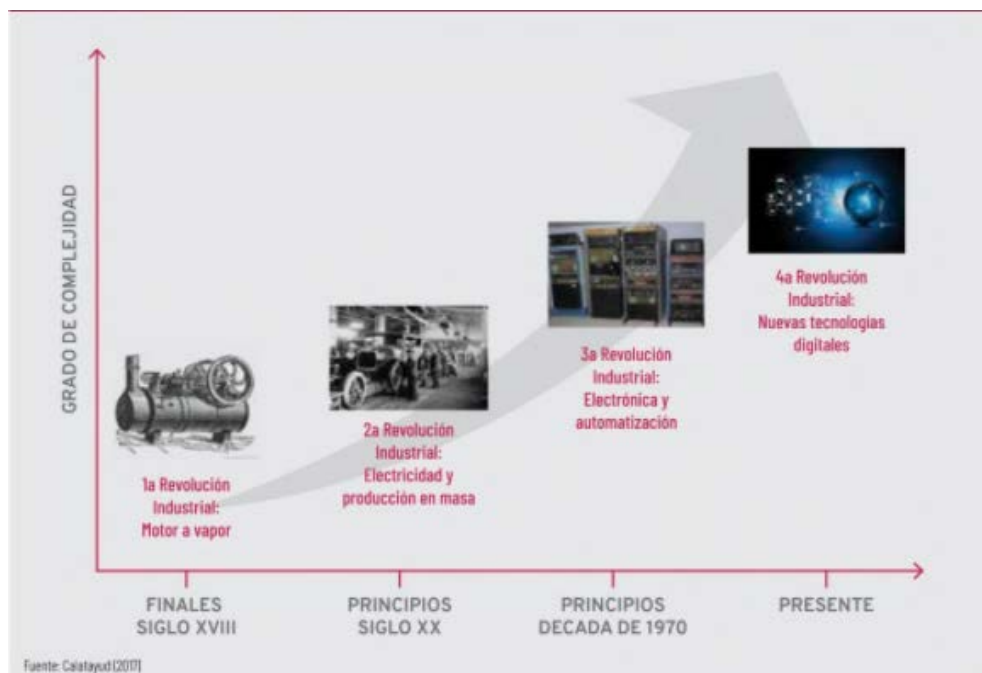 GRADO DE COMPLEJIDAD
1a Revolución
Industrial:
Motor a vapor
2a Revolución
Industrial:
Electricidad y
producción en masa
3a Revolución
Industrial:
Electrónica y
automatización
4a Revolución
Industrial:
Nuevas tecnologías
digitales
FINALES
SIGLO XVIII
PRINCIPIOS
SIGLO XX
PRINCIPIOS
DECADA DE 1970
PRESENTE
Fuente: Calatayud (2017)